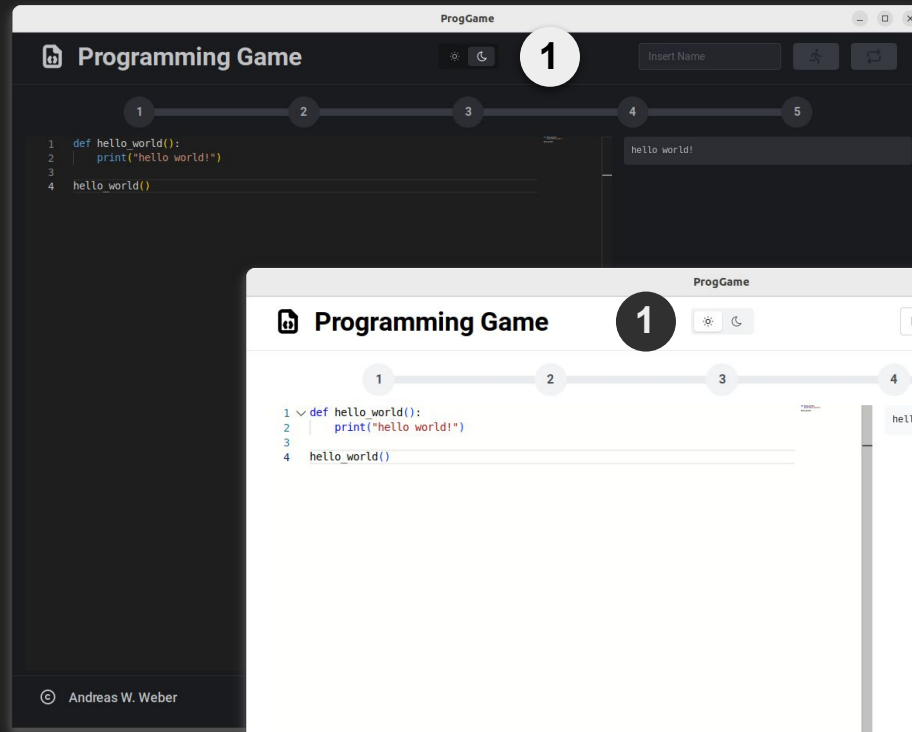 ProgGame
Programming Game
1
Insert Name
1 2 3 4 5
1 def hello_world():
2 print("hello world!")
3
4 hello_world()
hello world!
ProgGame
Programming Game
1
1 2 3 4
1 def hello_world():
2 print("hello world!")
3
4 hello_world()
hell
© Andreas W. Weber